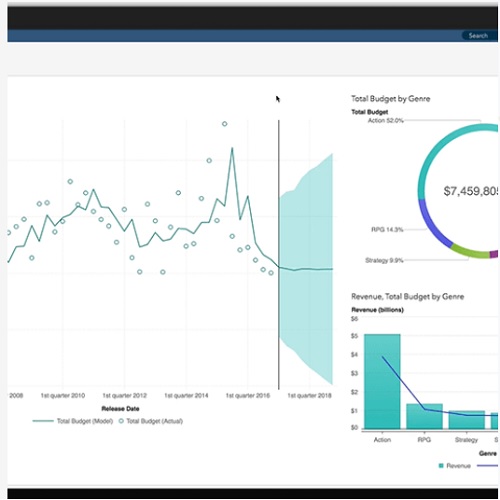 Search
Total Budget by Genre
Total Budget
Action 52.0%
$7,459,805
RPG 14.3%
Strategy 9.9%
2008
1st quarter 2010
1st quarter 2012
1st quarter 2014
1st quarter 2016
1st quarter 2018
Release Date
Total Budget (Model)
Total Budget (Actual)
Revenue, Total Budget by Genre
Revenue (billions)
$6
$5
$4
$3
$2
$1
$0
Action
RPG
Strategy
S
Genre
Revenue